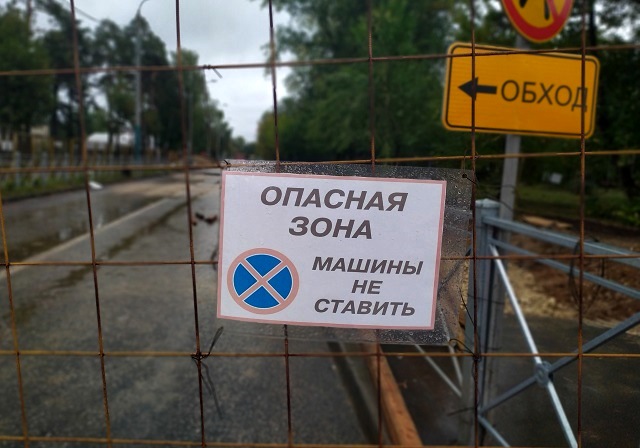 ОБХОД
ОПАСНАЯ
ЗОНА
МАШИНЫ
НЕ
СТАВИТЬ